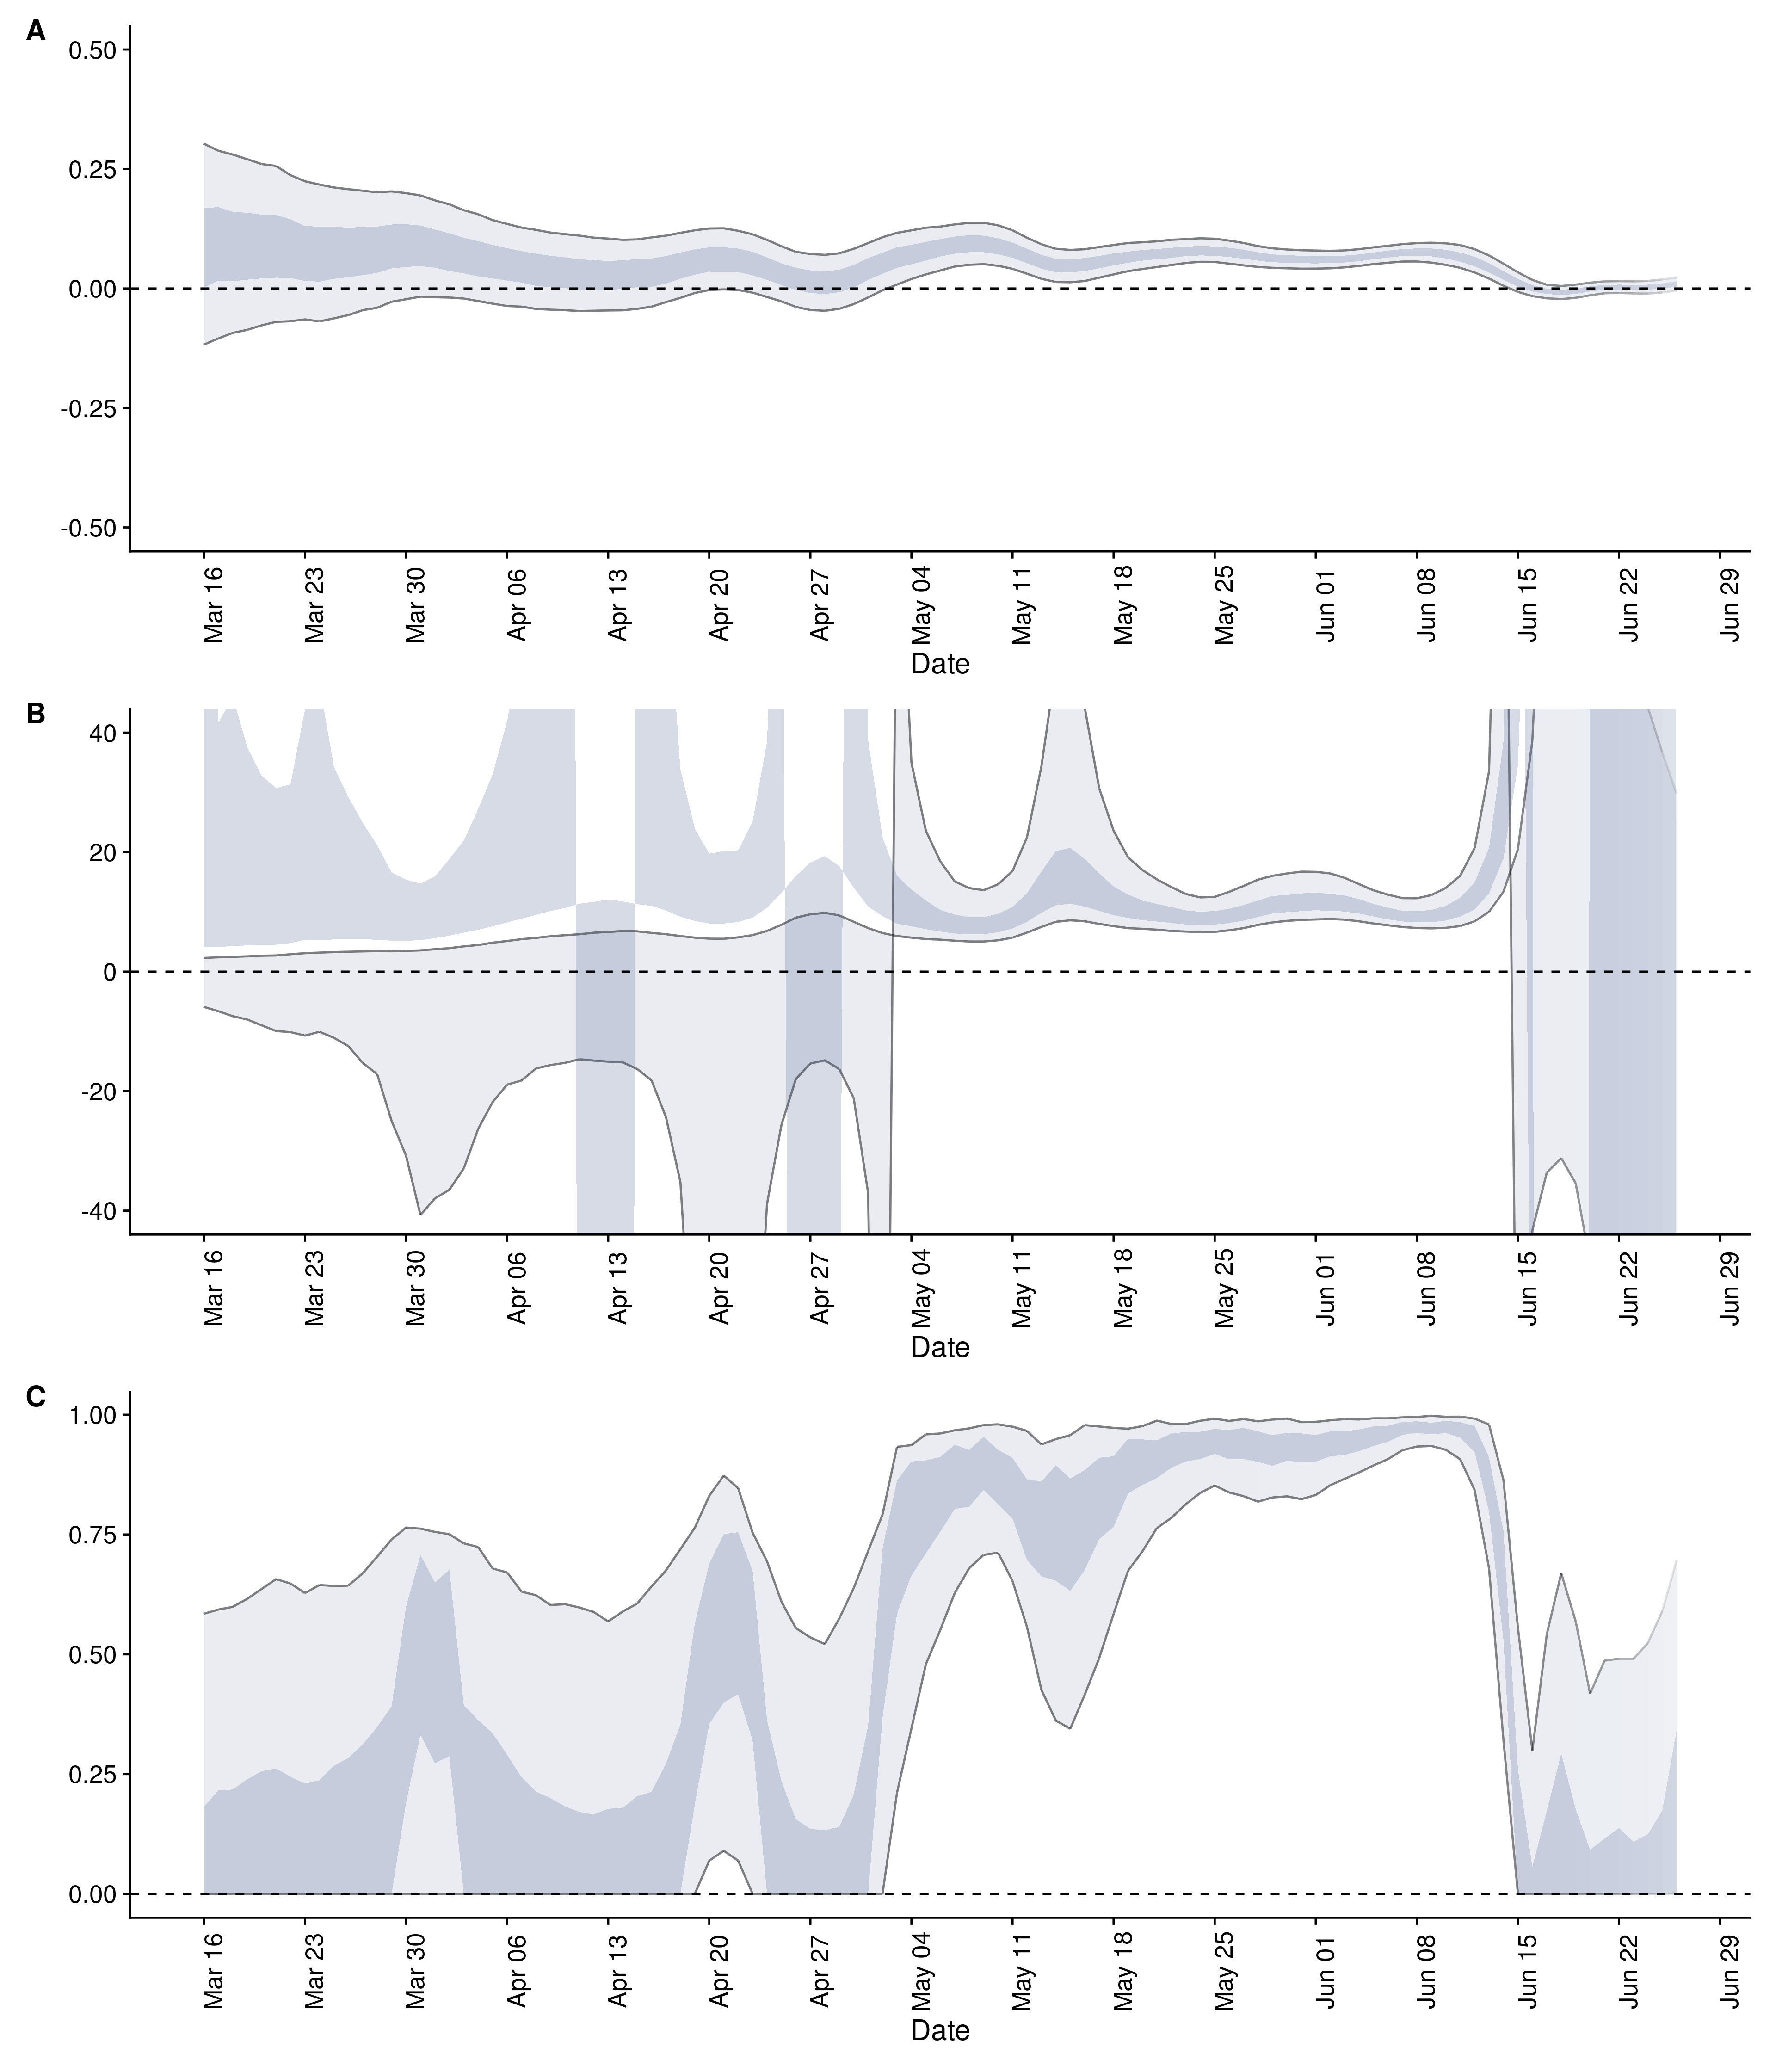 A
0.50
0.25
0.00
-0.25
-0.50
Mar 16
Mar 23
Mar 30
Apr 06
Apr 13
Apr 20
Apr 27
May 04
May 11
May 18
May 25
Jun 01
Jun 08
Jun 15
Jun 22
Jun 29
Date
B
40
20
0
-20
-40
Mar 16
Mar 23
Mar 30
Apr 06
Apr 13
Apr 20
Apr 27
May 04
May 11
May 18
May 25
Jun 01
Jun 08
Jun 15
Jun 22
Jun 29
Date
C
1.00
0.75
0.50
0.25
0.00
Mar 16
Mar 23
Mar 30
Apr 06
Apr 13
Apr 20
Apr 27
May 04
May 11
May 18
May 25
Jun 01
Jun 08
Jun 15
Jun 22
Jun 29
Date